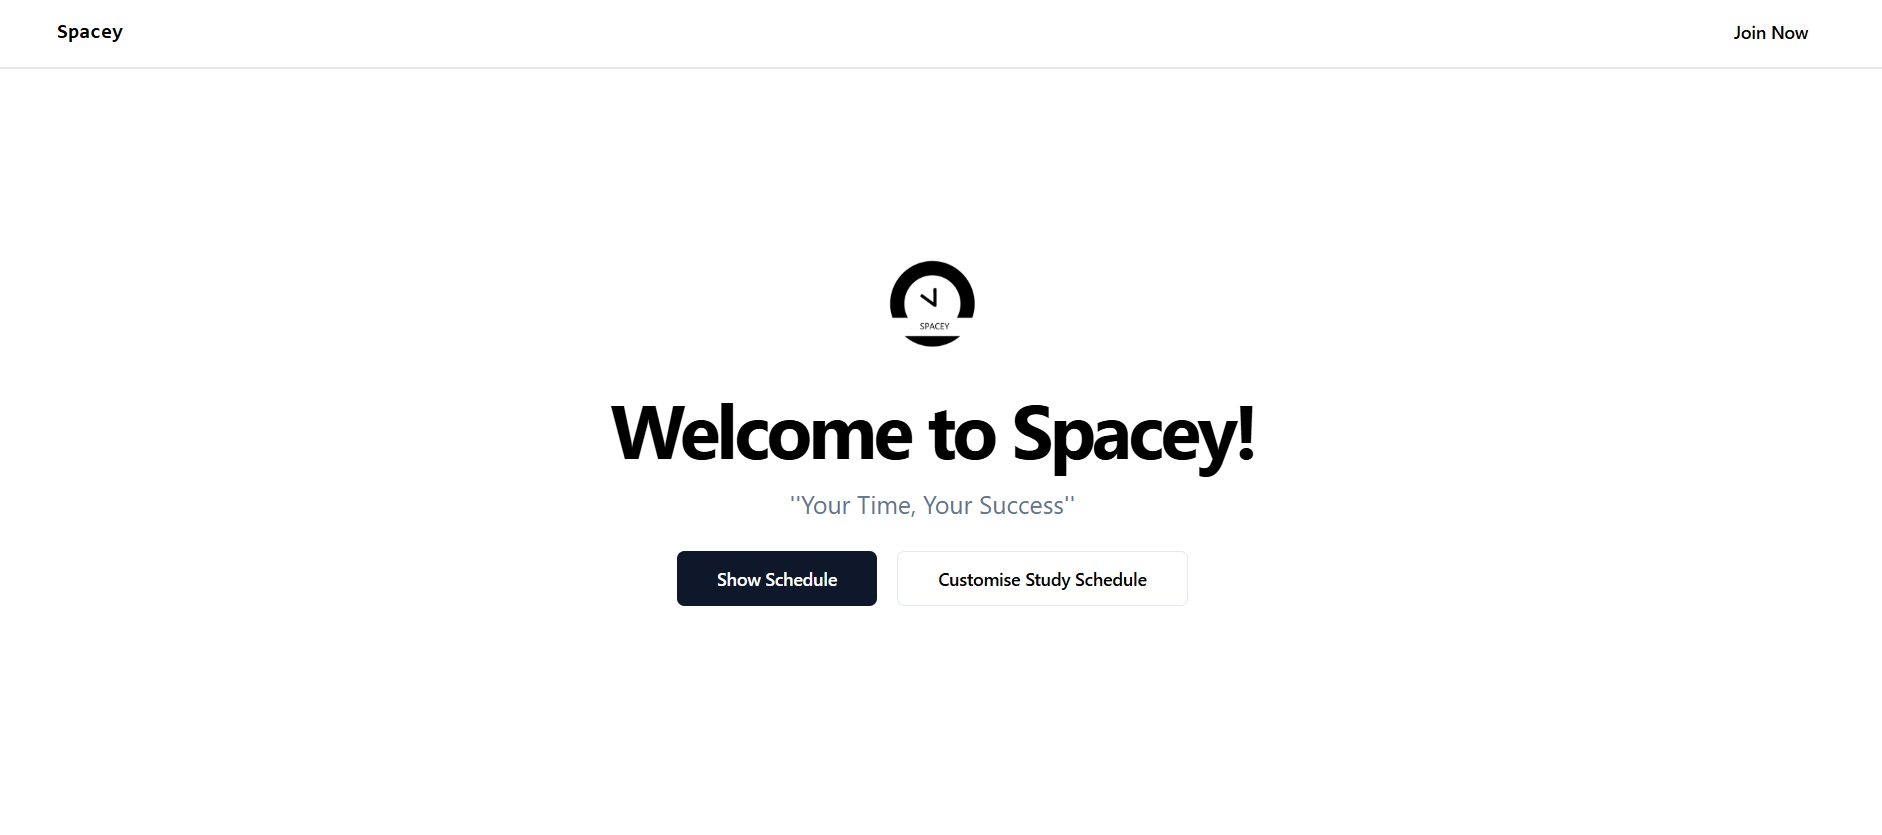 Spacey
Join Now
SPACEY
Welcome to Spacey!
''Your Time, Your Success''
Show Schedule
Customise Study Schedule